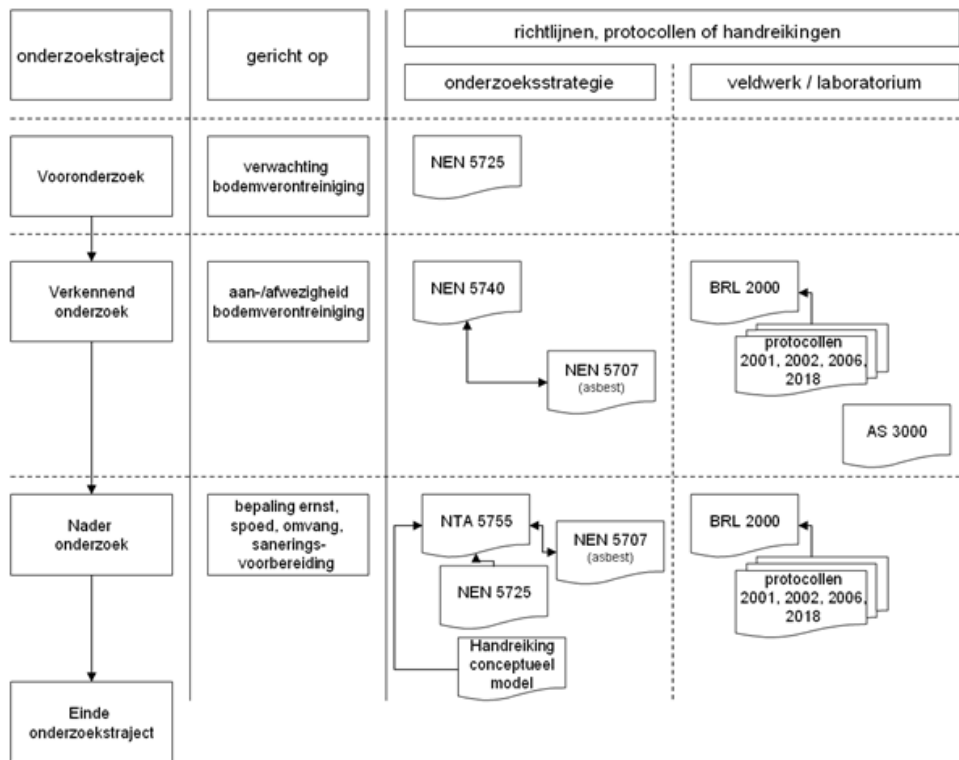 onderzoekstraject
gericht op
richtlijnen, protocollen of handreikingen
onderzoeksstrategie
veldwerk / laboratorium
Vooronderzoek
verwachting
bodemverontreiniging
NEN 5725
Verkennend
onderzoek
aan-/afwezigheid
bodemverontreiniging
NEN 5740
NEN 5707
(asbest)
BRL 2000
protocollen
2001, 2002, 2006,
2018
AS 3000
Nader
onderzoek
bepaling ernst,
spoed, omvang,
sanerings-
voorbereiding
NTA 5755
NEN 5707
(asbest)
NEN 5725
Handreiking
conceptueel
model
BRL 2000
protocollen
2001, 2002, 2006,
2018
Einde
onderzoekstraject